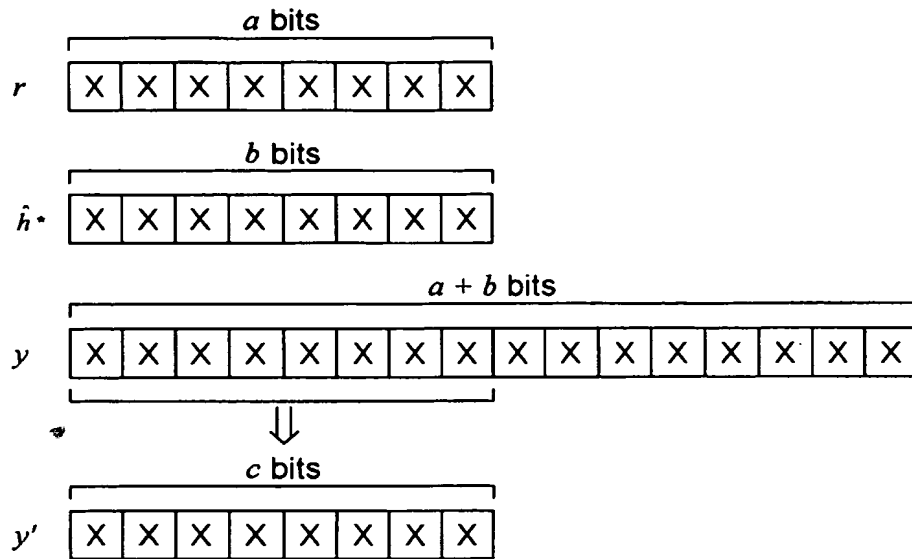 a bits
r X X X X X X X X
b bits
ĥ* X X X X X X X X
a + b bits
y X X X X X X X X X X X X X X X X
c bits
y' X X X X X X X X